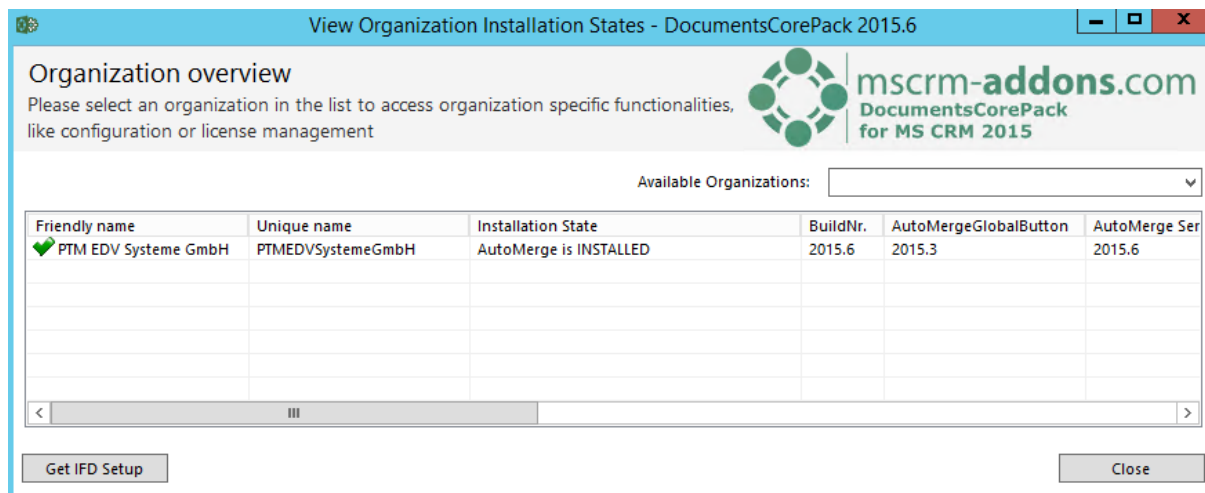 View Organization Installation States - DocumentsCorePack 2015.6
Organization overview
Please select an organization in the list to access organization specific functionalities,
like configuration or license management
mscrm-addons.com
DocumentsCorePack
for MS CRM 2015
Available Organizations:
Friendly name Unique name Installation State BuildNr. AutoMergeGlobalButton AutoMerge Ser
PTM EDV Systeme GmbH PTMEDVSystemeGmbH AutoMerge is INSTALLED 2015.6 2015.3 2015.6
Get IFD Setup Close